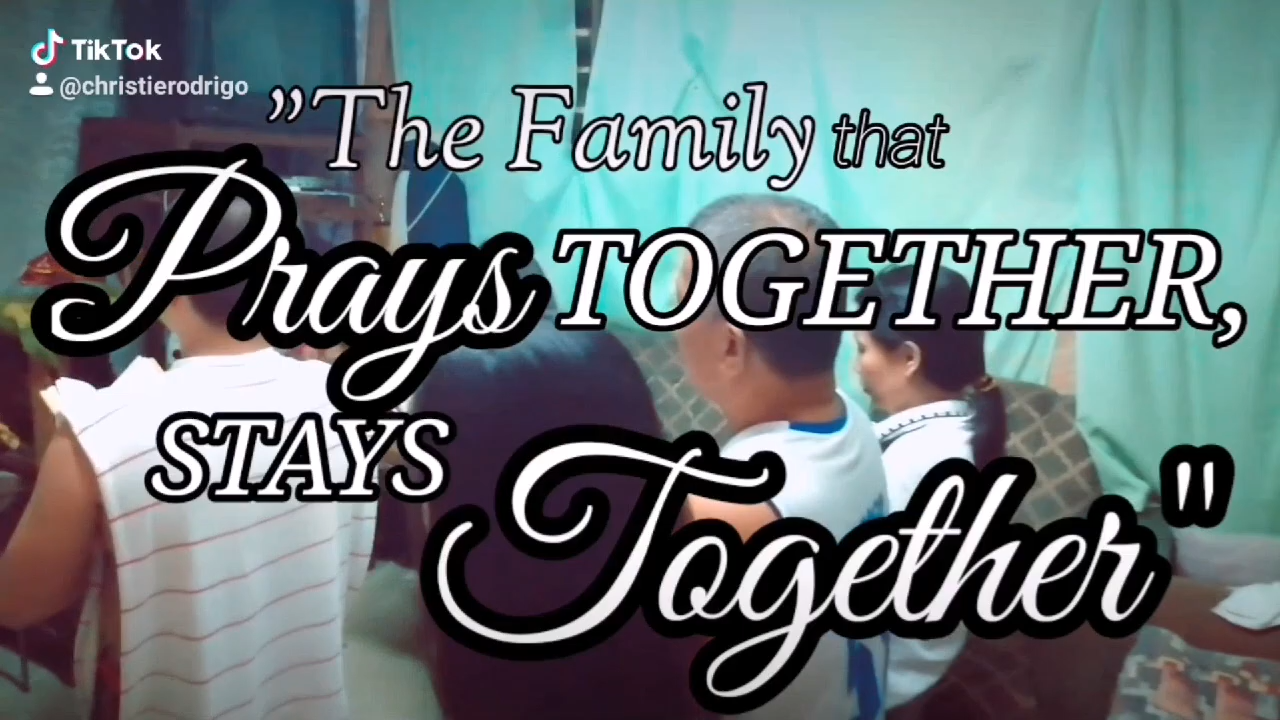 TikTok
@christierodrigo
"The Family that
Prays TOGETHER,
STAYS
Together"